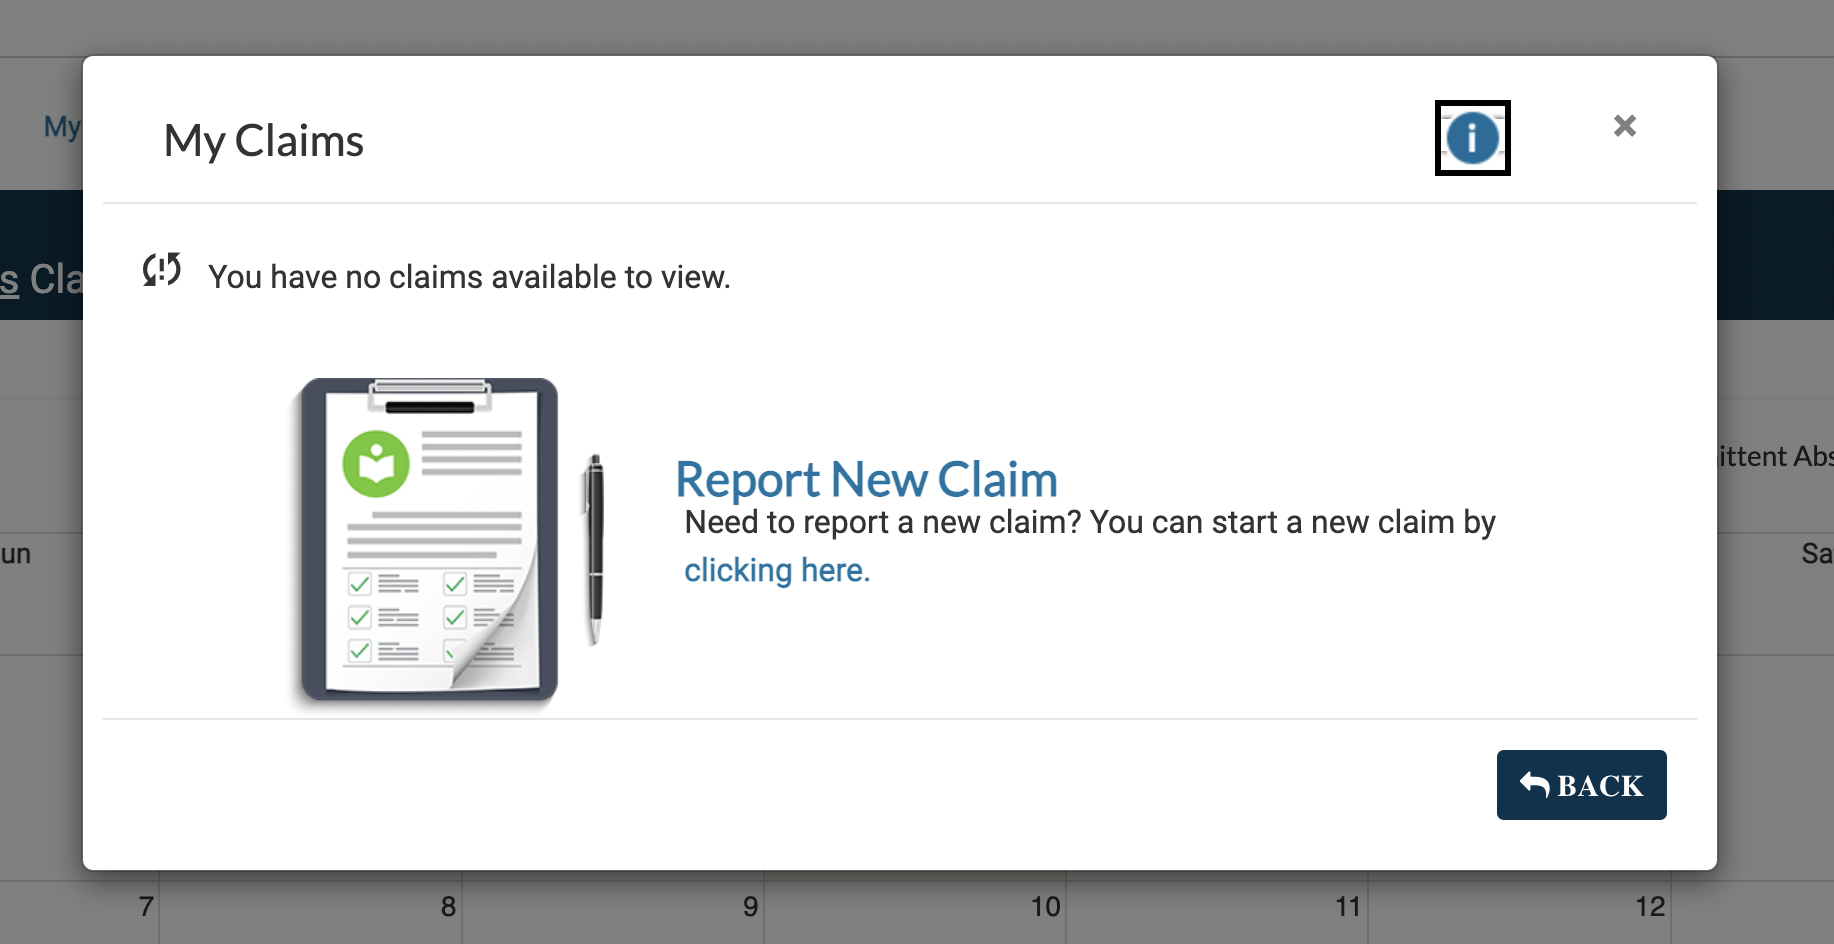 My
My Claims
s Cla
You have no claims available to view.
ittent Abs
Report New Claim
Need to report a new claim? You can start a new claim by
clicking here.
un
Sa
BACK
7 8 9 10 11 12